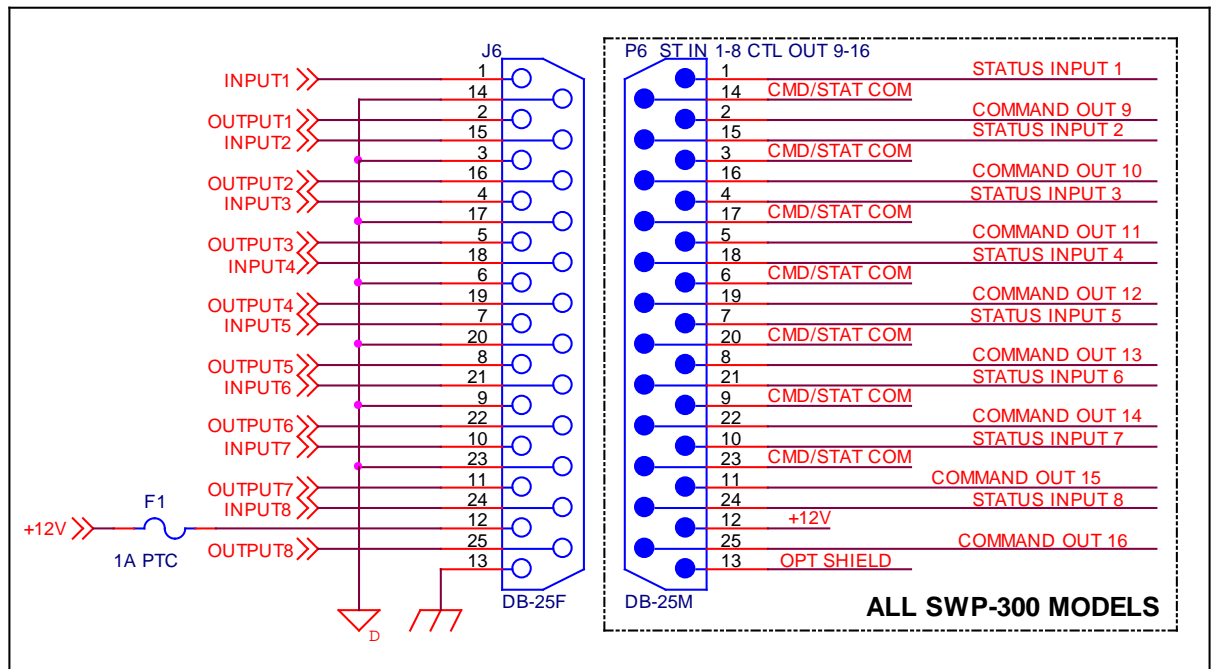 J6
P6 ST IN 1-8 CTL OUT 9-16
INPUT1 1 1 STATUS INPUT 1
14 14 CMD/STAT COM
OUTPUT1 2 2 COMMAND OUT 9
INPUT2 15 15 STATUS INPUT 2
3 3 CMD/STAT COM
OUTPUT2 16 16 COMMAND OUT 10
INPUT3 4 4 STATUS INPUT 3
17 17 CMD/STAT COM
OUTPUT3 5 5 COMMAND OUT 11
INPUT4 18 18 STATUS INPUT 4
6 6 CMD/STAT COM
OUTPUT4 19 19 COMMAND OUT 12
INPUT5 7 7 STATUS INPUT 5
20 20 CMD/STAT COM
OUTPUT5 8 8 COMMAND OUT 13
INPUT6 21 21 STATUS INPUT 6
9 9 CMD/STAT COM
OUTPUT6 22 22 COMMAND OUT 14
INPUT7 10 10 STATUS INPUT 7
23 23 CMD/STAT COM
OUTPUT7 11 11 COMMAND OUT 15
F1
INPUT8 24 24 STATUS INPUT 8
+12V 12 12 +12V
1A PTC
OUTPUT8 25 25 COMMAND OUT 16
13 13 OPT SHIELD
D
DB-25F
DB-25M
ALL SWP-300 MODELS